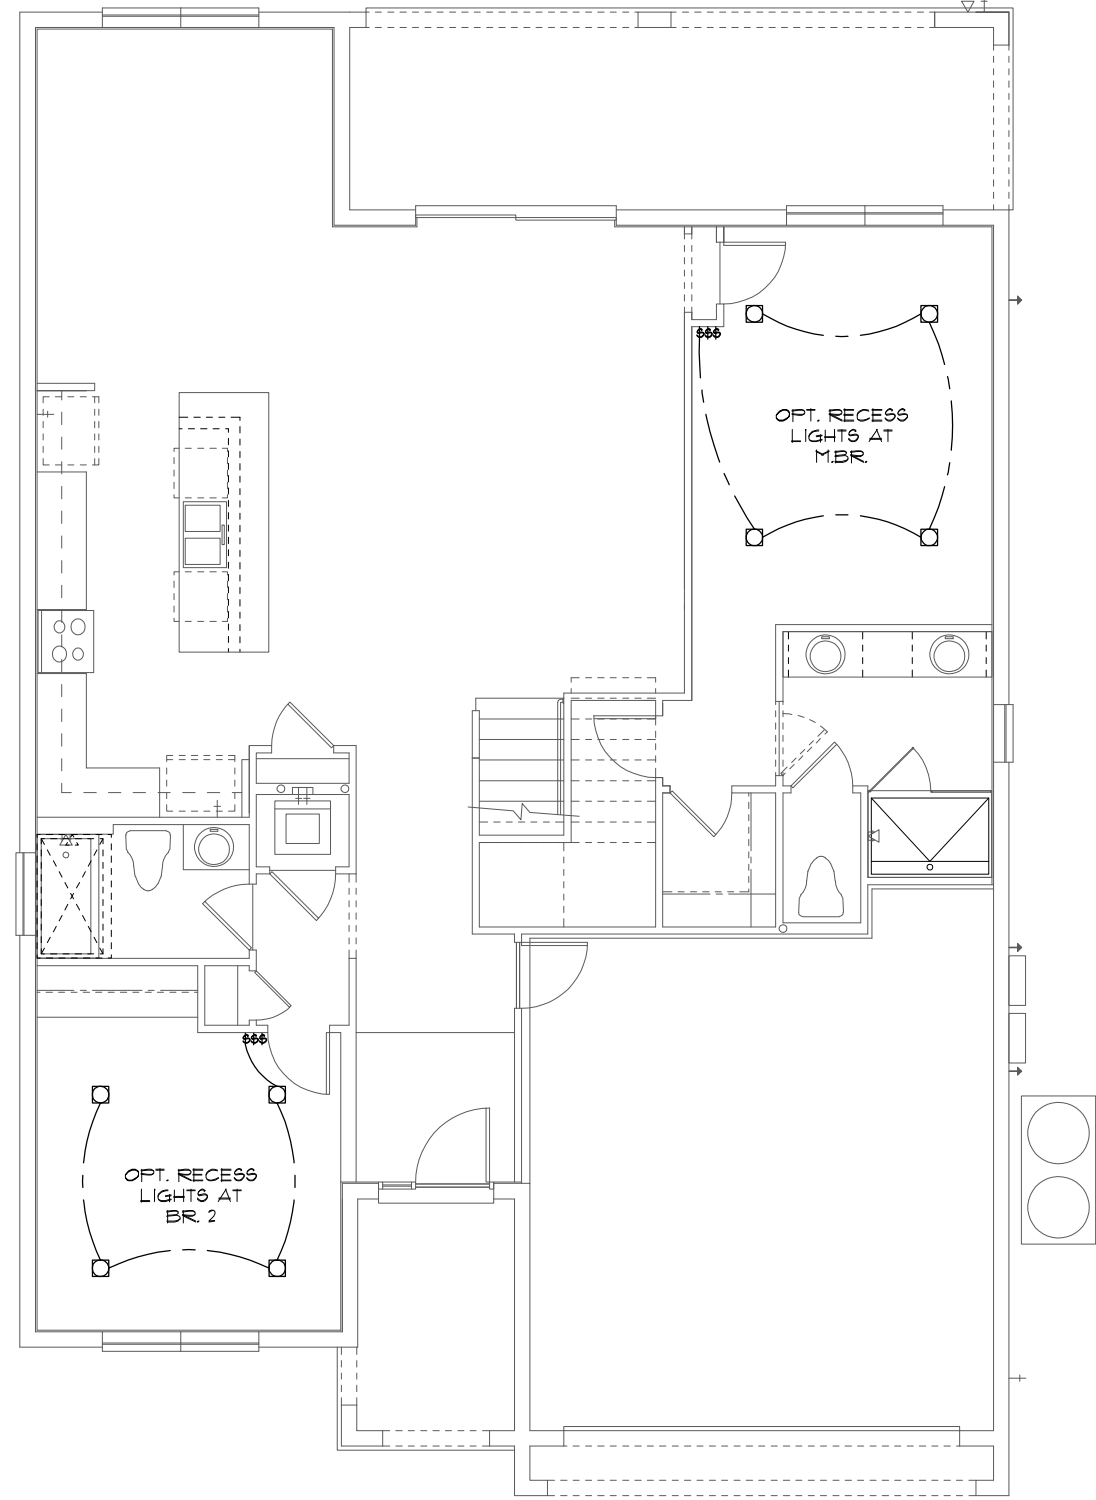 $$$
OPT. RECESS
LIGHTS AT
M.BR.
$$$
OPT. RECESS
LIGHTS AT
BR. 2